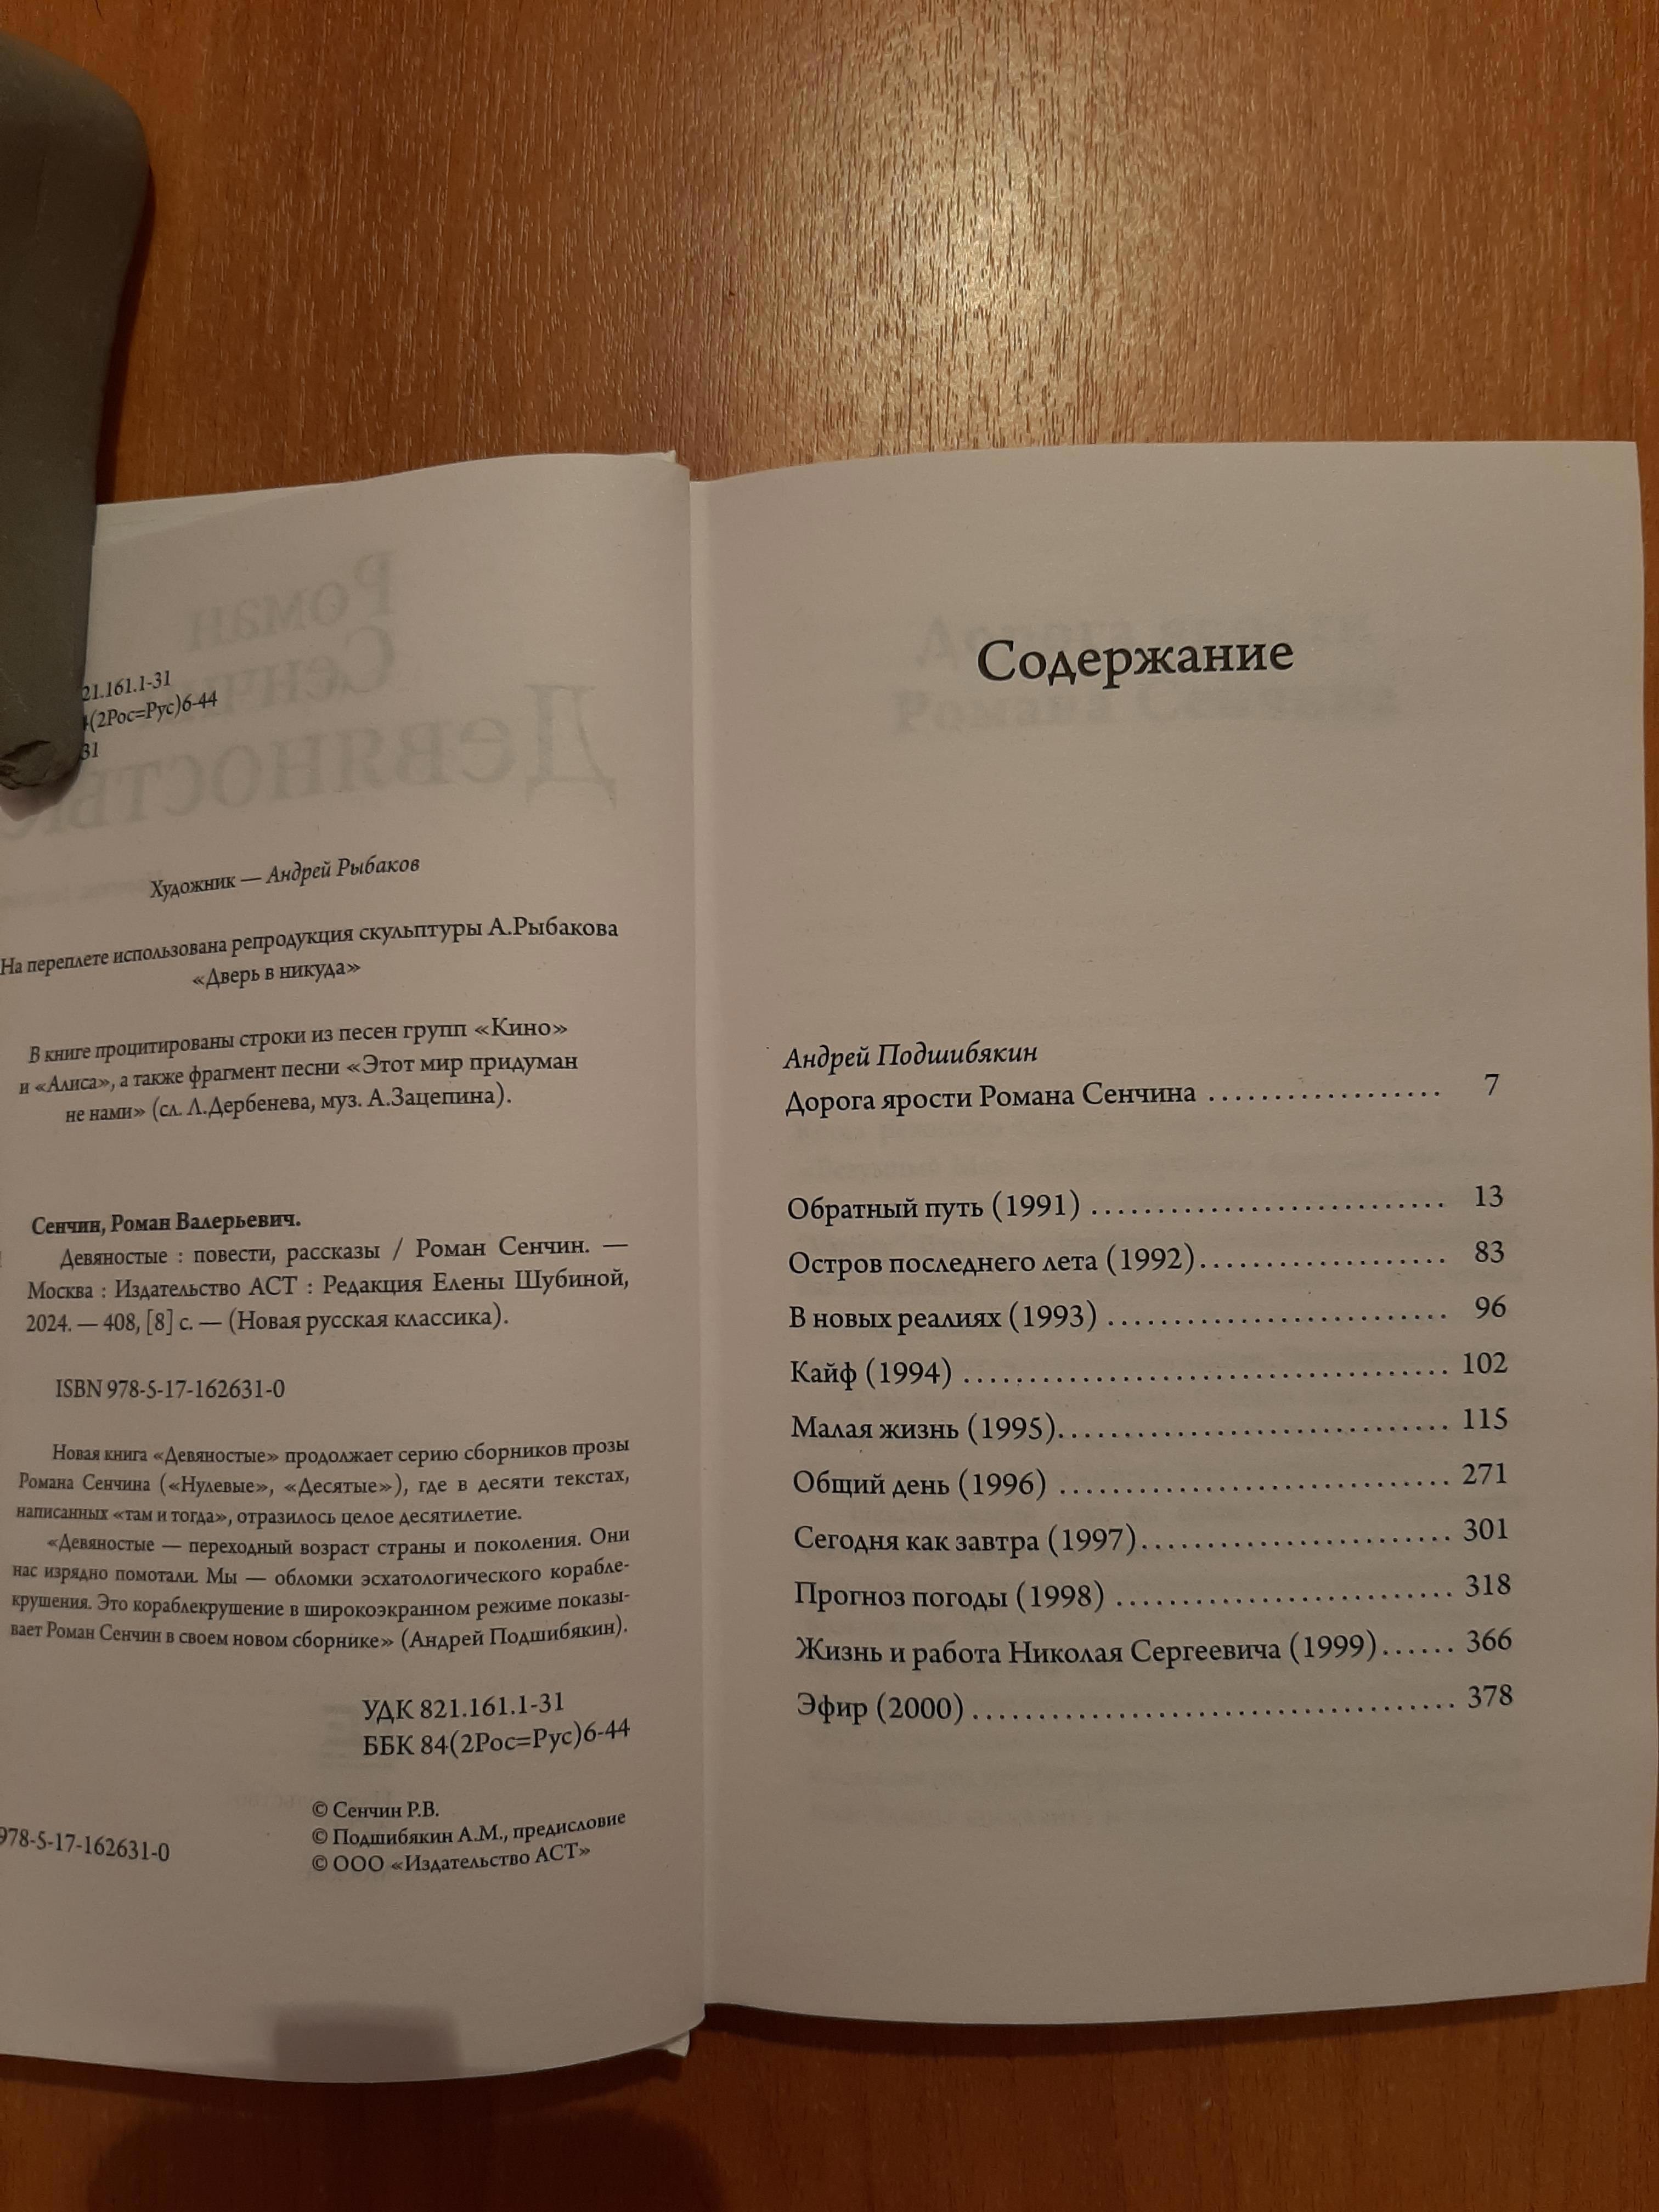 21.161.1-31
4(2Рос=Рус)6-44
31
Художник — Андрей Рыбаков
На переплете использована репродукция скульптуры А.Рыбакова
«Дверь в никуда»
В книге процитированы строки из песен групп «Кино»
и «Алиса», а также фрагмент песни «Этот мир придуман
не нами» (сл. Л.Дербенева, муз. А.Зацепина).
Сенчин, Роман Валерьевич.
Девяностые : повести, рассказы / Роман Сенчин. —
Москва : Издательство АСТ : Редакция Елены Шубиной,
2024. — 408, [8] с. — (Новая русская классика).
ISBN 978-5-17-162631-0
Новая книга «Девяностые» продолжает серию сборников прозы
Романа Сенчина («Нулевые», «Десятые»), где в десяти текстах,
написанных «там и тогда», отразилось целое десятилетие.
«Девяностые — переходный возраст страны и поколения. Они
нас изрядно помотали. Мы — обломки эсхатологического корабле-
крушения. Это кораблекрушение в широкоэкранном режиме показы-
вает Роман Сенчин в своем новом сборнике» (Андрей Подшибякин).
УДК 821.161.1-31
ББК 84(2Рос=Рус)6-44
© Сенчин Р.В.
© Подшибякин А.М., предисловие
© ООО «Издательство АСТ»
978-5-17-162631-0
Содержание
Андрей Подшибякин
Дорога ярости Романа Сенчина .................... 7
Обратный путь (1991) .............................. 13
Остров последнего лета (1992)..................... 83
В новых реалиях (1993) ............................ 96
Кайф (1994) ....................................... 102
Малая жизнь (1995)................................ 115
Общий день (1996) ................................. 271
Сегодня как завтра (1997)......................... 301
Прогноз погоды (1998) ............................. 318
Жизнь и работа Николая Сергеевича (1999)...... 366
Эфир (2000)....................................... 378